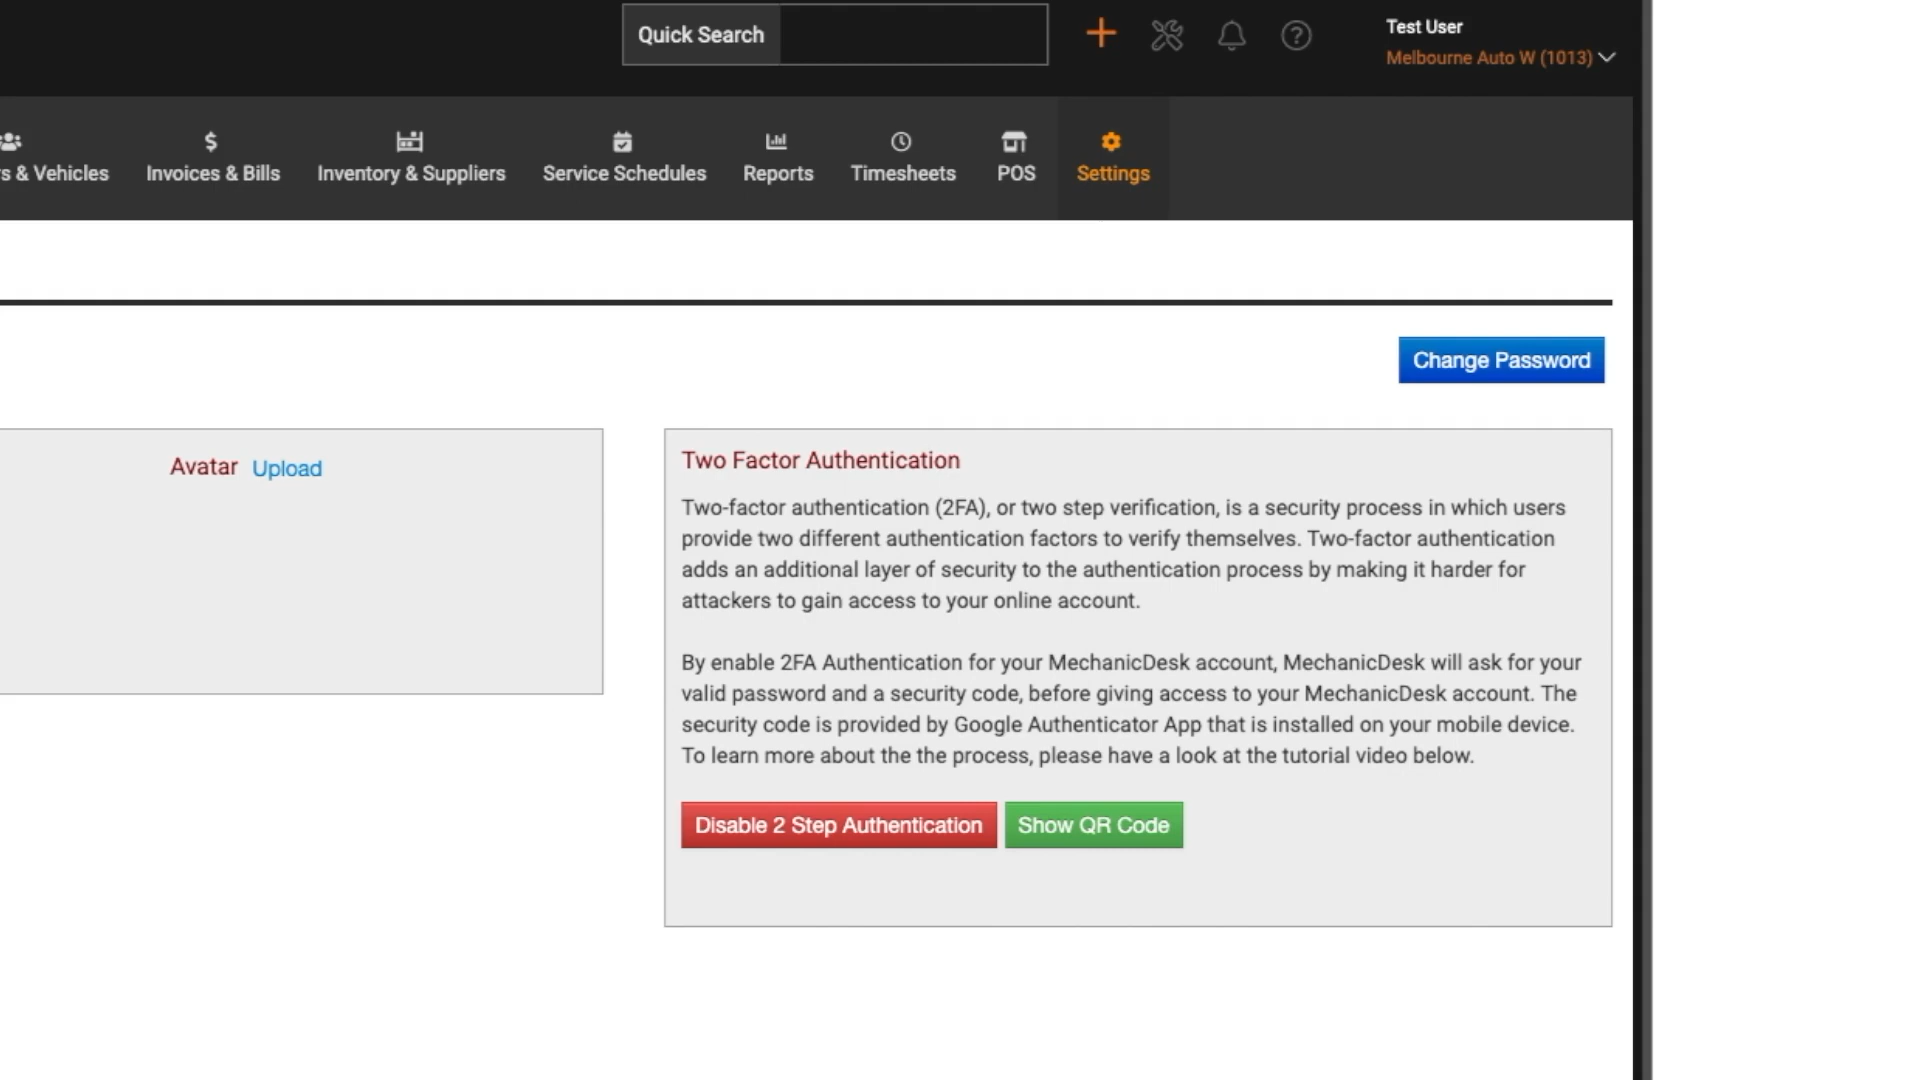 Quick Search
Test User
Melbourne Auto W (1013)
s & Vehicles
Invoices & Bills
Inventory & Suppliers
Service Schedules
Reports
Timesheets
POS
Settings
Change Password
Avatar Upload
Two Factor Authentication
Two-factor authentication (2FA), or two step verification, is a security process in which users
provide two different authentication factors to verify themselves. Two-factor authentication
adds an additional layer of security to the authentication process by making it harder for
attackers to gain access to your online account.
By enable 2FA Authentication for your MechanicDesk account, MechanicDesk will ask for your
valid password and a security code, before giving access to your MechanicDesk account. The
security code is provided by Google Authenticator App that is installed on your mobile device.
To learn more about the the process, please have a look at the tutorial video below.
Disable 2 Step Authentication
Show QR Code